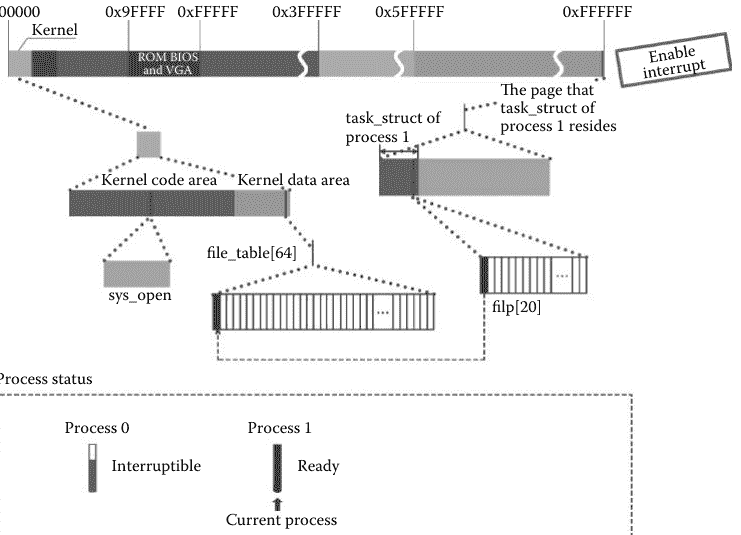 00000 0x9FFFF 0xFFFFF 0x3FFFFF 0x5FFFFF 0xFFFFFF
Kernel
ROM BIOS
and VGA
Enable
interrupt
The page that
task_struct of
process 1 resides
task_struct of
process 1
Kernel code area Kernel data area
file_table[64]
...
sys_open
...
filp[20]
Process status
Process 0 Process 1
Interruptible Ready
Current process